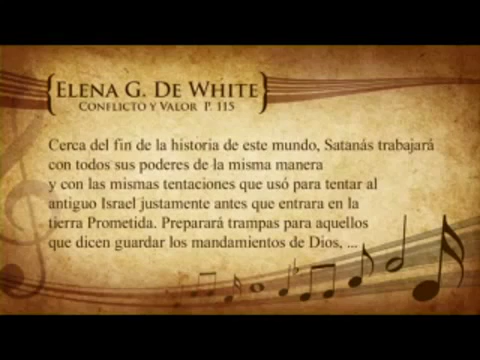 {ELENA G. DE WHITE}
CONFLICTO Y VALOR P. 115
Cerca del fin de la historia de este mundo, Satanás trabajará
con todos sus poderes de la misma manera
y con las mismas tentaciones que usó para tentar al
antiguo Israel justamente antes que entrara en la
tierra Prometida. Preparará trampas para aquellos
que dicen guardar los mandamientos de Dios, ...